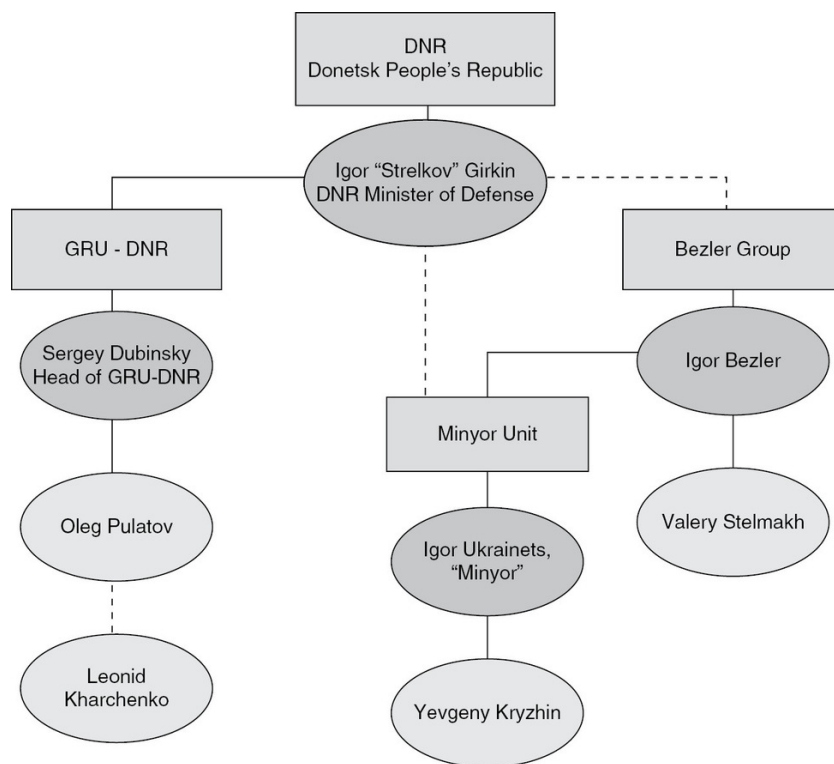 DNR
Donetsk People’s Republic
Igor “Strelkov” Girkin
DNR Minister of Defense
GRU - DNR
Bezler Group
Sergey Dubinsky
Head of GRU-DNR
Igor Bezler
Minyor Unit
Oleg Pulatov
Valery Stelmakh
Igor Ukrainets,
“Minyor”
Leonid
Kharchenko
Yevgeny Kryzhin